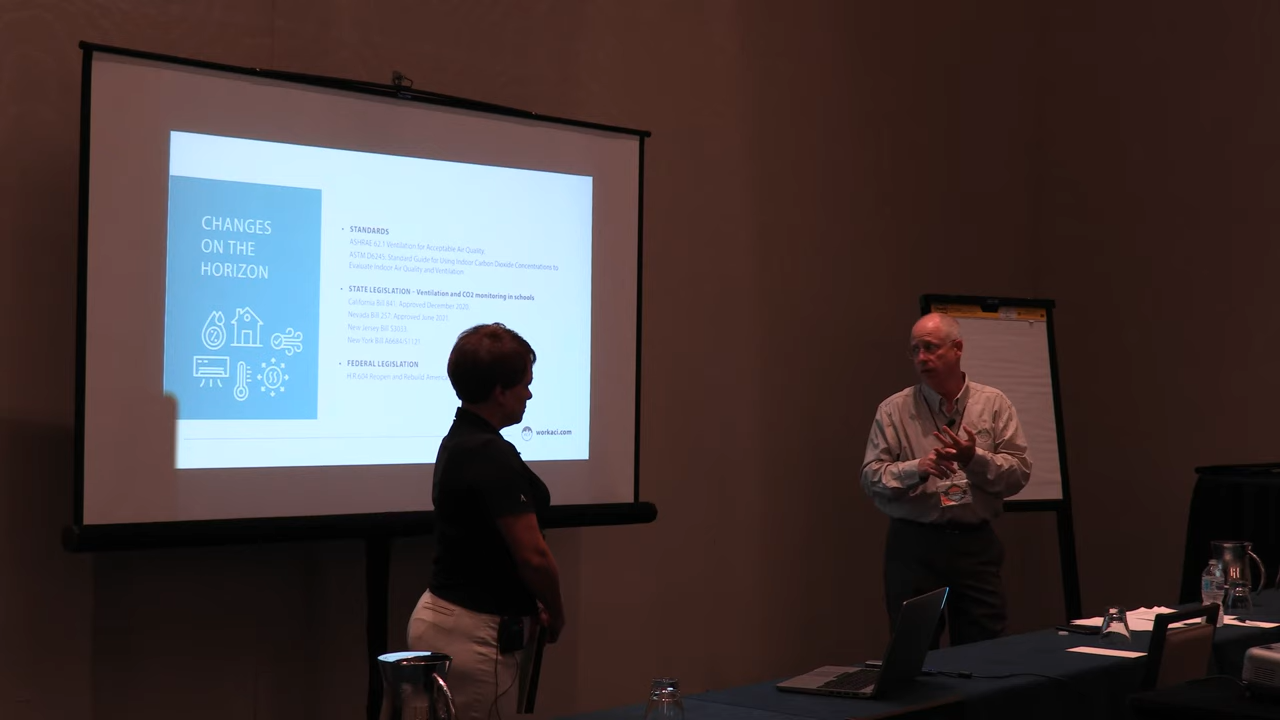 CHANGES
ON THE
HORIZON
• STANDARDS
ASHRAE 62.1 Ventilation for Acceptable Air Quality.
ASTM D6245: Standard Guide for Using Indoor Carbon Dioxide Concentrations to
Evaluate Indoor Air Quality and Ventilation
• STATE LEGISLATION - Ventilation and CO2 monitoring in schools
California Bill 841: Approved December 2020
Nevada Bill 257: Approved June 2021
New Jersey Bill
New York Bill
• FEDERAL LEGISLATION
HR 604 Reopen and Rebuild America
workaci.com